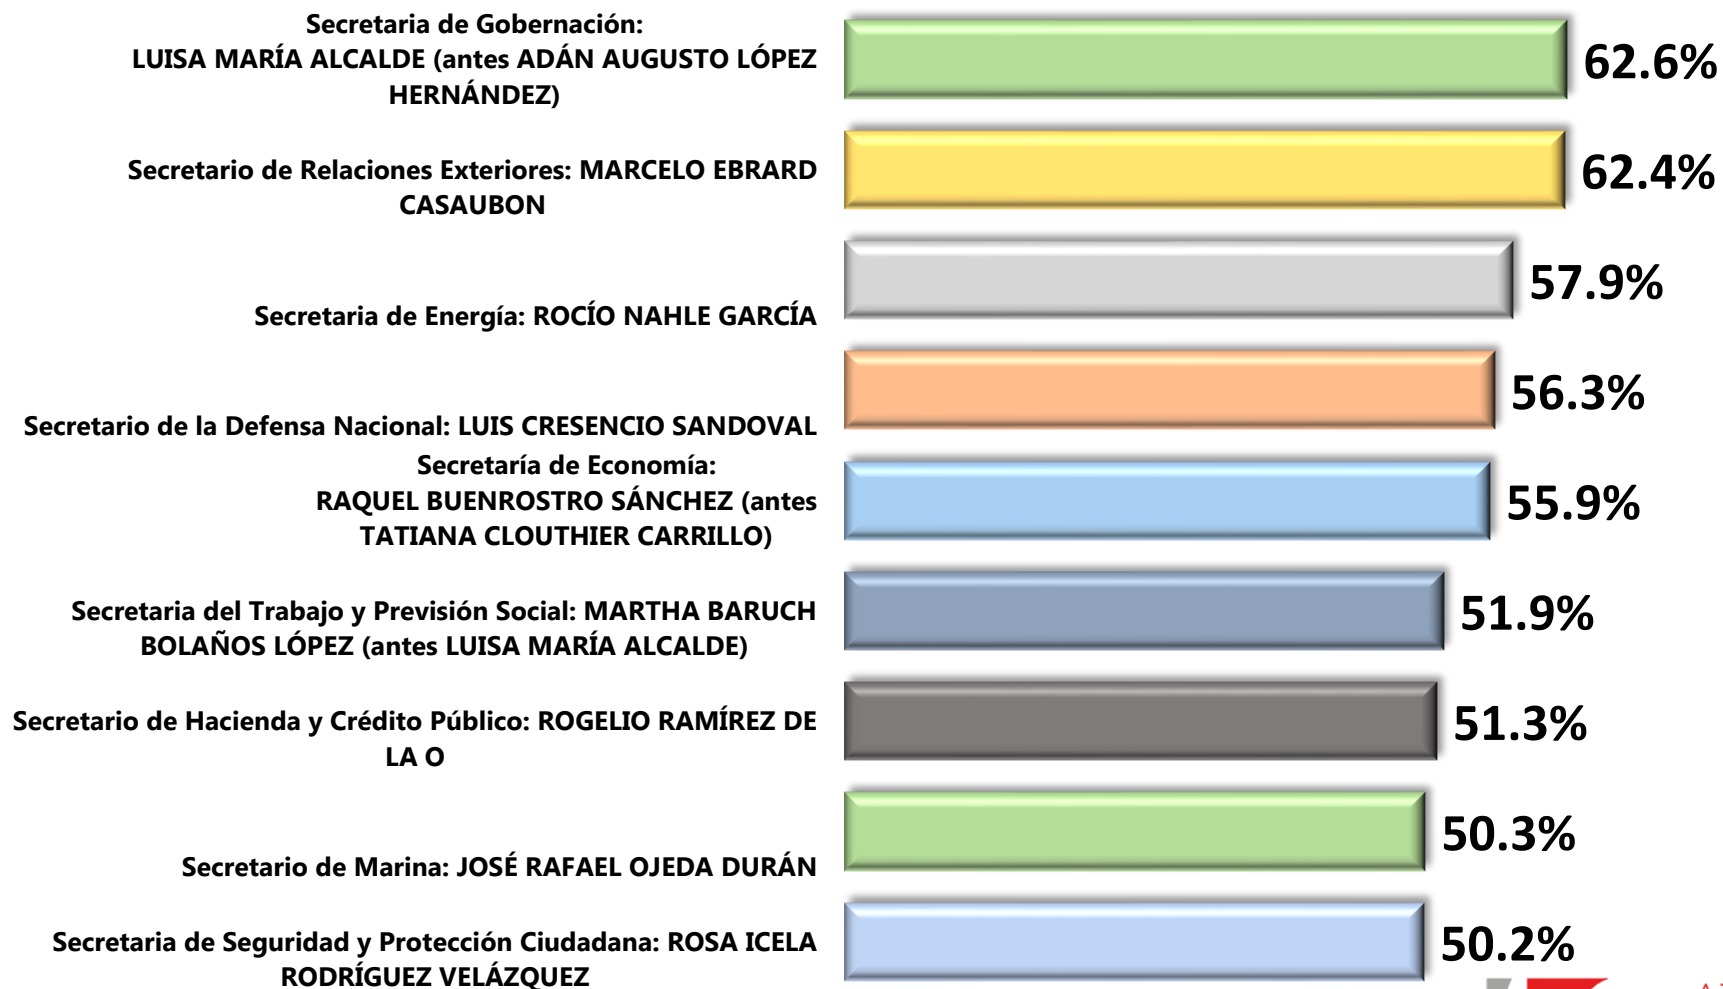 Secretaria de Gobernación:
LUISA MARÍA ALCALDE (antes ADÁN AUGUSTO LÓPEZ
HERNÁNDEZ)
62.6%
Secretario de Relaciones Exteriores: MARCELO EBRARD
CASAUBON
62.4%
Secretaria de Energía: ROCÍO NAHLE GARCÍA
57.9%
Secretario de la Defensa Nacional: LUIS CRESENCIO SANDOVAL
56.3%
Secretaría de Economía:
RAQUEL BUENROSTRO SÁNCHEZ (antes
TATIANA CLOUTHIER CARRILLO)
55.9%
Secretaria del Trabajo y Previsión Social: MARTHA BARUCH
BOLAÑOS LÓPEZ (antes LUISA MARÍA ALCALDE)
51.9%
Secretario de Hacienda y Crédito Público: ROGELIO RAMÍREZ DE
LA O
51.3%
Secretario de Marina: JOSÉ RAFAEL OJEDA DURÁN
50.3%
Secretaria de Seguridad y Protección Ciudadana: ROSA ICELA
RODRÍGUEZ VELÁZQUEZ
50.2%